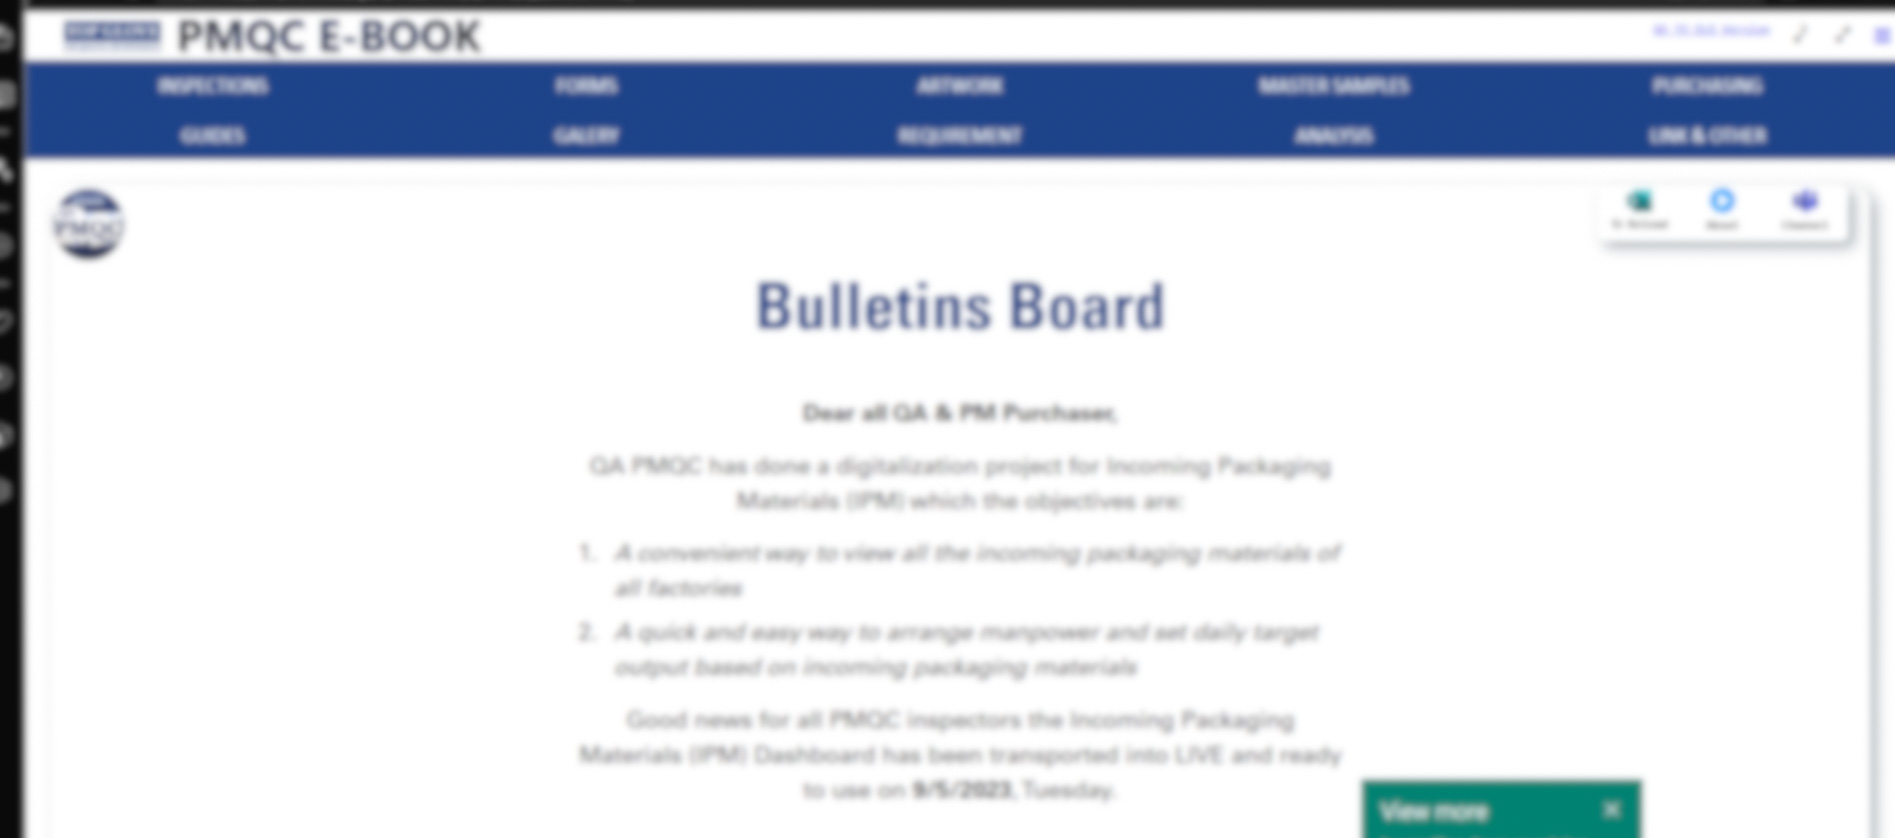 PMQC E-BOOK
INSPECTIONS FORMS ARTWORK MASTER SAMPLES PURCHASING
GUIDES GALERY REQUIREMENT ANALYSIS LINK & OTHER
PMQC
Bulletins Board
Dear all QA & PM Purchaser,
QA PMQC has done a digitalization project for Incoming Packaging
Materials (IPM) which the objectives are:
1. A convenient way to view all the incoming packaging materials of
all factories
2. A quick and easy way to arrange manpower and set daily target
output based on incoming packaging materials
Good news for all PMQC inspectors the Incoming Packaging
Materials (IPM) Dashboard has been transported into LIVE and ready
to use on 9/5/2023, Tuesday.
View more